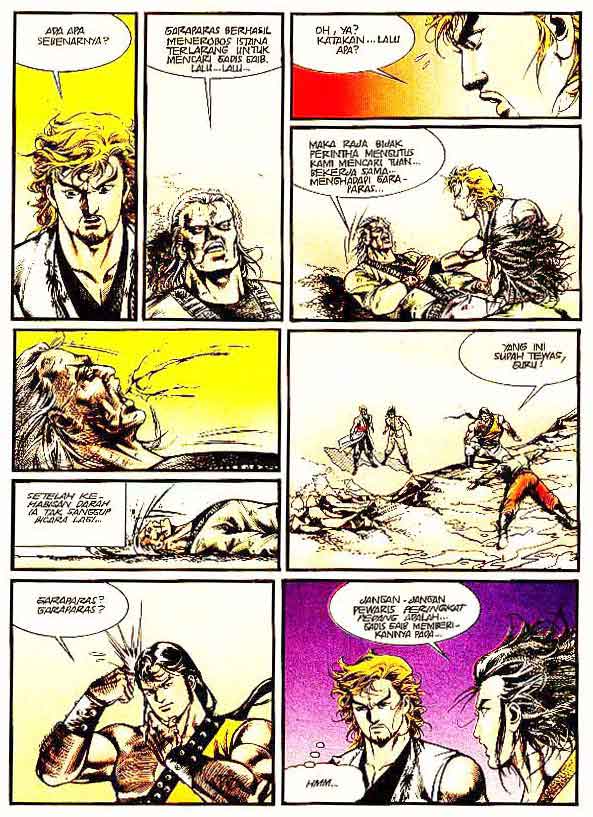 APA APA
SEBENARNYA?
GARAPARAS BERHASIL
MENEROBOS ISTANA
TERLARANG UNTUK
MENCARI GADIS GAIB.
LALU....LALU....
OH, YA?
KATAKAN...LALU
APA?
MAKA RAJA BIJAK
PERINTHA MENGUTUS
KAMI MENCARI TUAN...
BEKERJA SAMA...
MENGHADAPI GARA-
PARAS...
YANG INI
SUDAH TEWAS,
GURU!
SETELAH KE-
HABISAN DARAH
IA TAK SANGGUP
BICARA LAGI...
GARAPARAS?
GARAPARAS?
JANGAN-JANGAN
PEWARIS PERINGKAT
PEDANG ADALAH...
GADIS GAIB MEMBERI-
KANNYA PADA...
HMM...